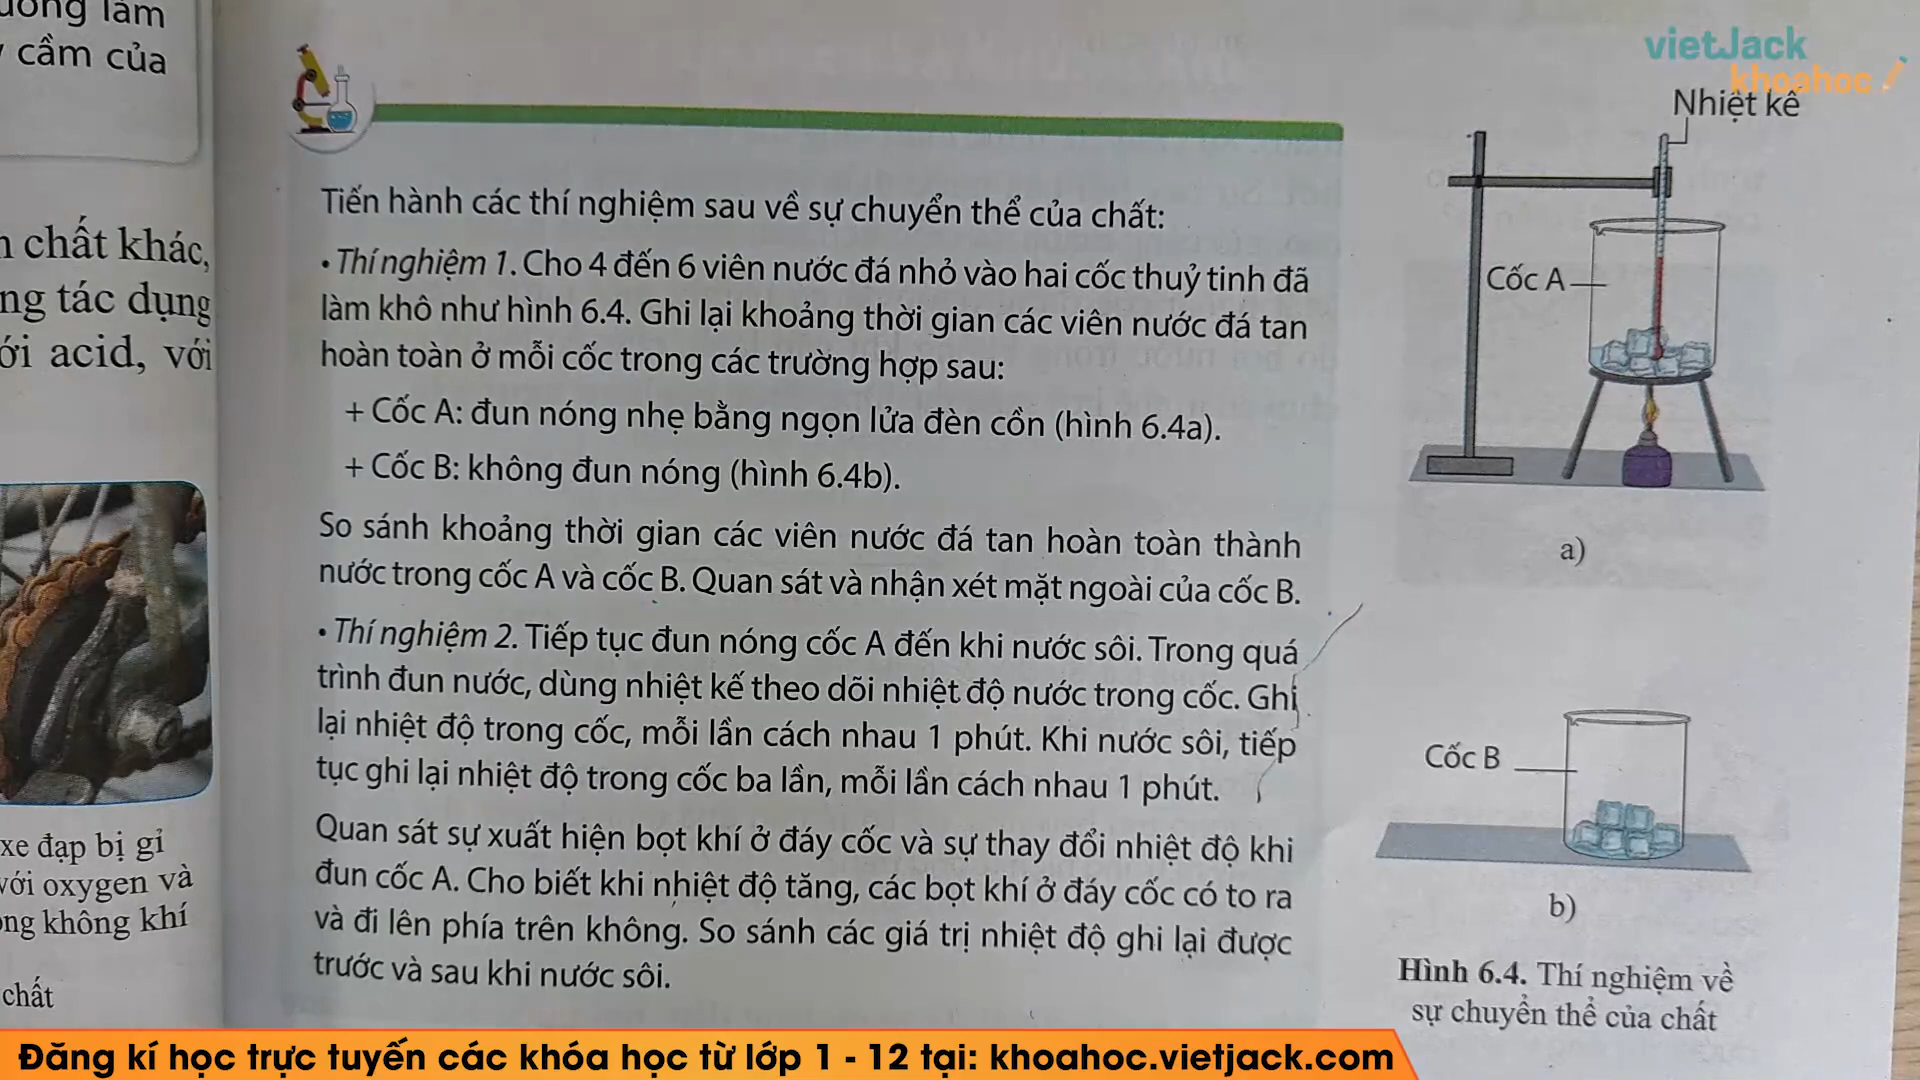 uống làm
cầm của
chất khác,
ng tác dụng
ới acid, với
xe đạp bị gỉ
với oxygen và
ong không khí
chất
Tiến hành các thí nghiệm sau về sự chuyển thể của chất:
• Thí nghiệm 1. Cho 4 đến 6 viên nước đá nhỏ vào hai cốc thuỷ tinh đã
làm khô như hình 6.4. Ghi lại khoảng thời gian các viên nước đá tan
hoàn toàn ở mỗi cốc trong các trường hợp sau:
+ Cốc A: đun nóng nhẹ bằng ngọn lửa đèn cồn (hình 6.4a).
+ Cốc B: không đun nóng (hình 6.4b).
So sánh khoảng thời gian các viên nước đá tan hoàn toàn thành
nước trong cốc A và cốc B. Quan sát và nhận xét mặt ngoài của cốc B.
• Thí nghiệm 2. Tiếp tục đun nóng cốc A đến khi nước sôi. Trong quá
trình đun nước, dùng nhiệt kế theo dõi nhiệt độ nước trong cốc. Ghi
lại nhiệt độ trong cốc, mỗi lần cách nhau 1 phút. Khi nước sôi, tiếp
tục ghi lại nhiệt độ trong cốc ba lần, mỗi lần cách nhau 1 phút.
Quan sát sự xuất hiện bọt khí ở đáy cốc và sự thay đổi nhiệt độ khi
đun cốc A. Cho biết khi nhiệt độ tăng, các bọt khí ở đáy cốc có to ra
và đi lên phía trên không. So sánh các giá trị nhiệt độ ghi lại được
trước và sau khi nước sôi.
vietJack
khoahoc
Nhiệt kế
Cốc A
a)
Cốc B
b)
Hình 6.4. Thí nghiệm về
sự chuyển thể của chất
Đăng kí học trực tuyến các khóa học từ lớp 1 - 12 tại: khoahoc.vietjack.com